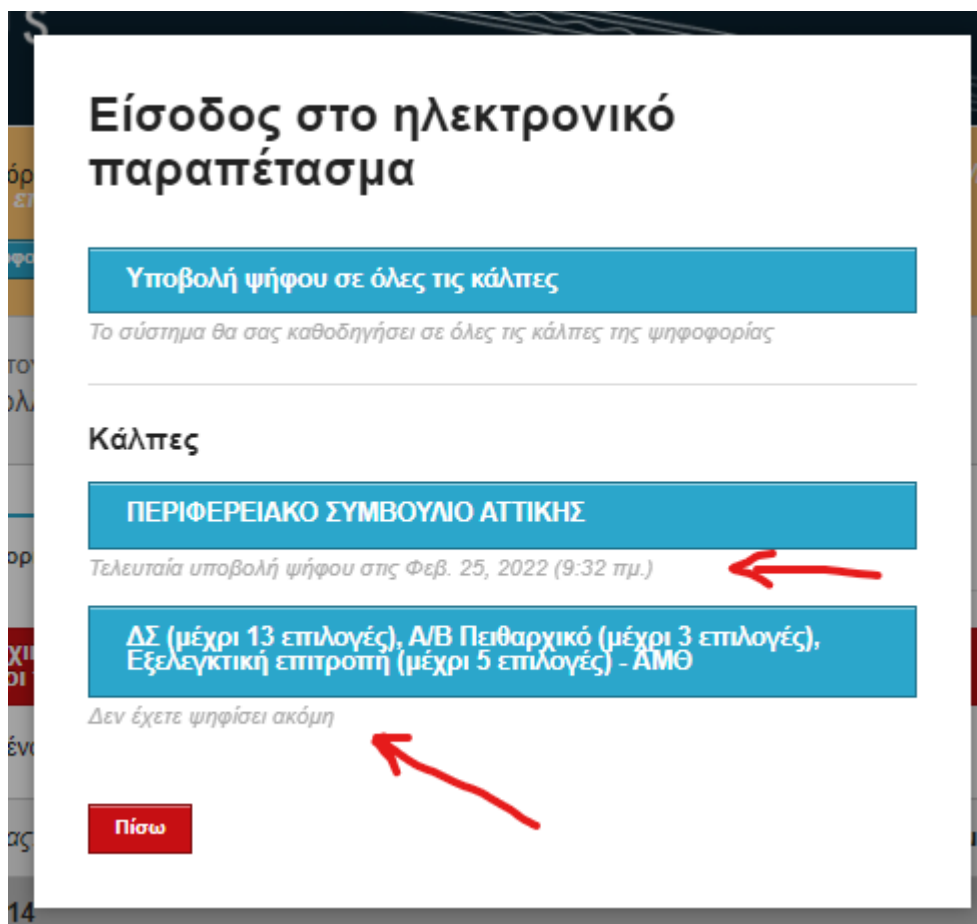 S
Είσοδος στο ηλεκτρονικό
παραπέτασμα
Υποβολή ψήφου σε όλες τις κάλπες
Το σύστημα θα σας καθοδηγήσει σε όλες τις κάλπες της ψηφοφορίας
Κάλπες
ΠΕΡΙΦΕΡΕΙΑΚΟ ΣΥΜΒΟΥΛΙΟ ΑΤΤΙΚΗΣ
Τελευταία υποβολή ψήφου στις Φεβ. 25, 2022 (9:32 πμ.)
ΔΣ (μέχρι 13 επιλογές), Α/Β Πειθαρχικό (μέχρι 3 επιλογές),
Εξελεγκτική επιτροπή (μέχρι 5 επιλογές) - ΑΜΘ
Δεν έχετε ψηφίσει ακόμη
Πίσω
14